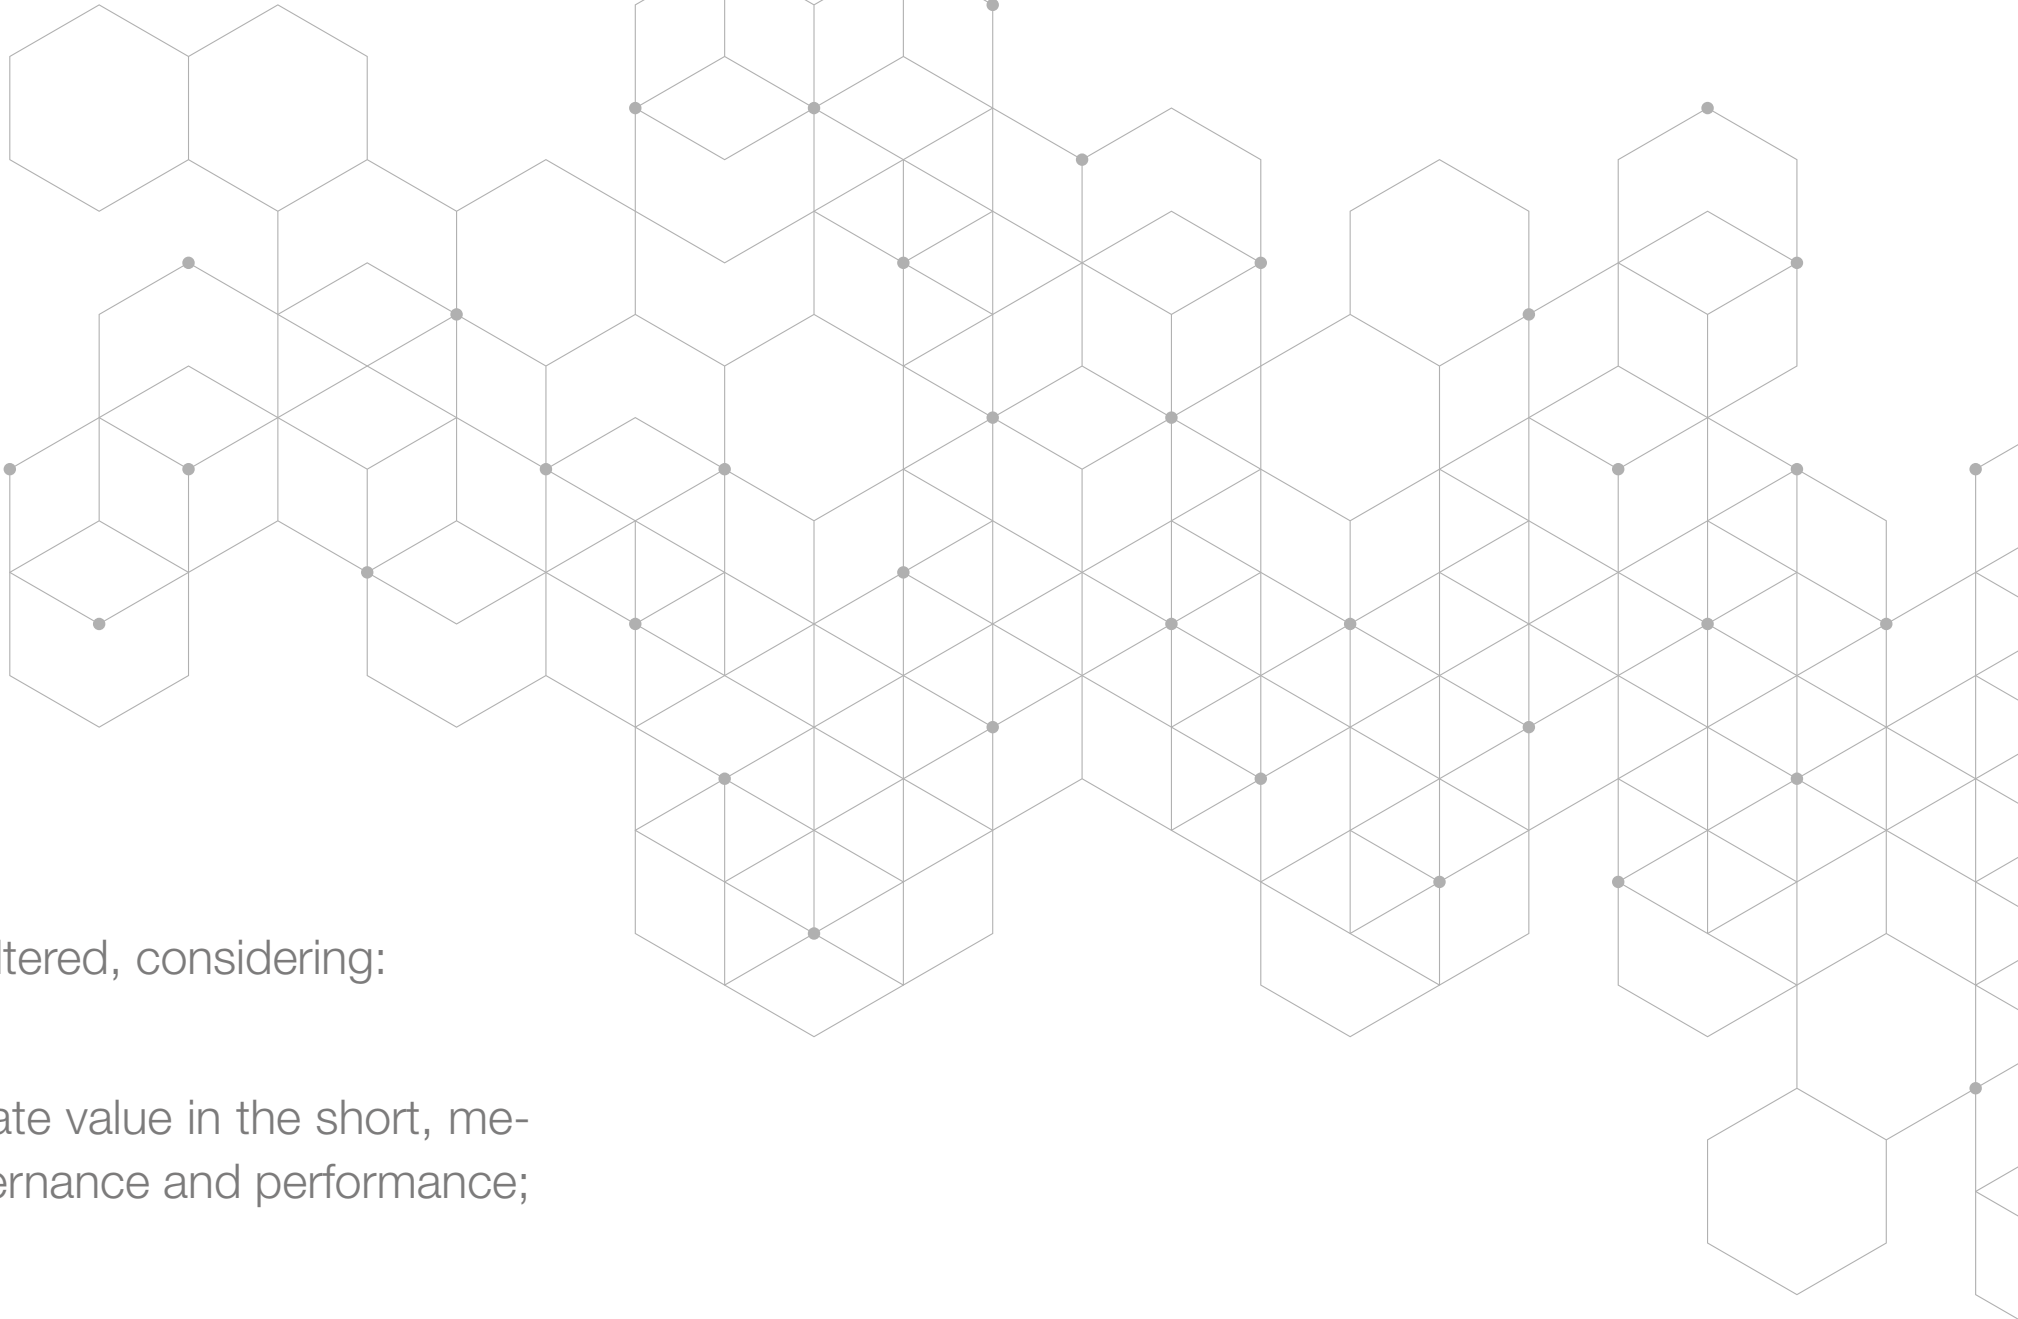 ltered, considering:
ate value in the short, me-
ernance and performance;